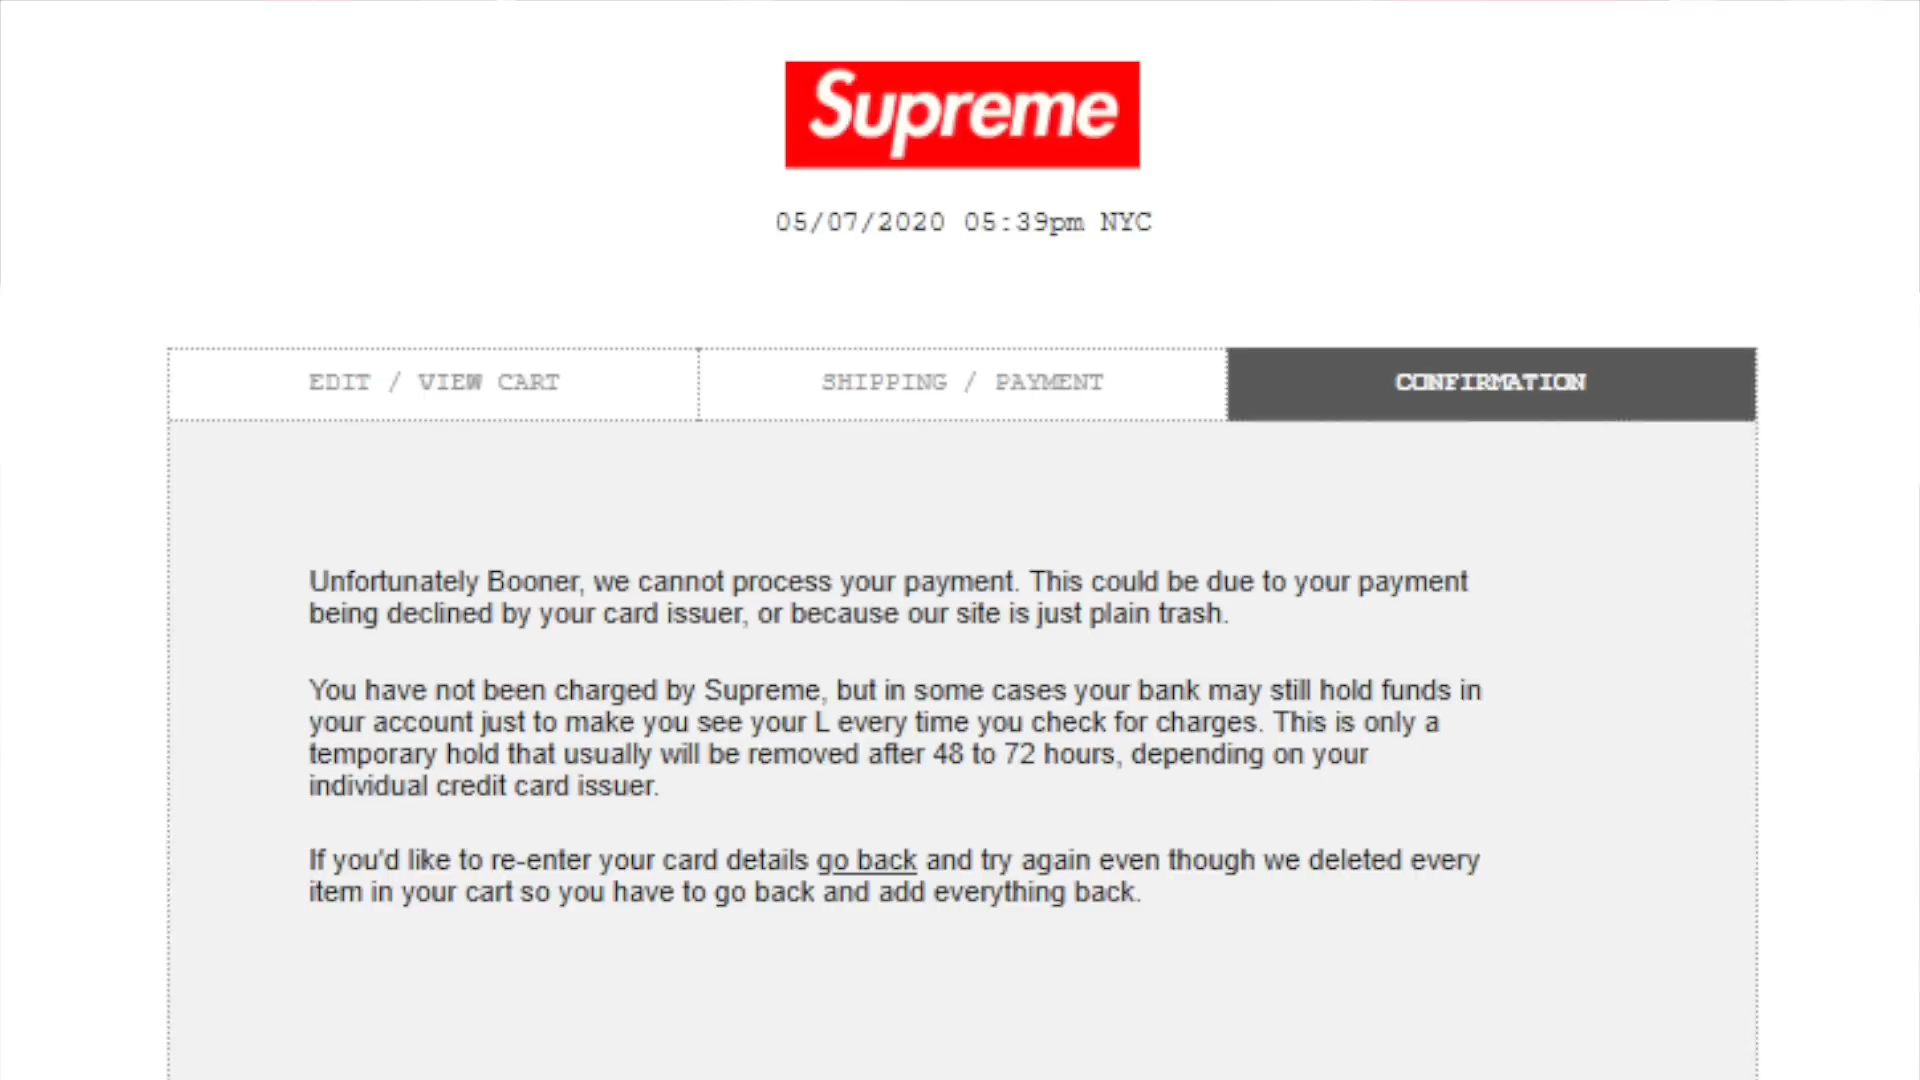 Supreme
05/07/2020 05:39pm NYC
EDIT / VIEW CART
SHIPPING / PAYMENT
CONFIRMATION
Unfortunately Booner, we cannot process your payment. This could be due to your payment
being declined by your card issuer, or because our site is just plain trash.
You have not been charged by Supreme, but in some cases your bank may still hold funds in
your account just to make you see your L every time you check for charges. This is only a
temporary hold that usually will be removed after 48 to 72 hours, depending on your
individual credit card issuer.
If you'd like to re-enter your card details go back and try again even though we deleted every
item in your cart so you have to go back and add everything back.